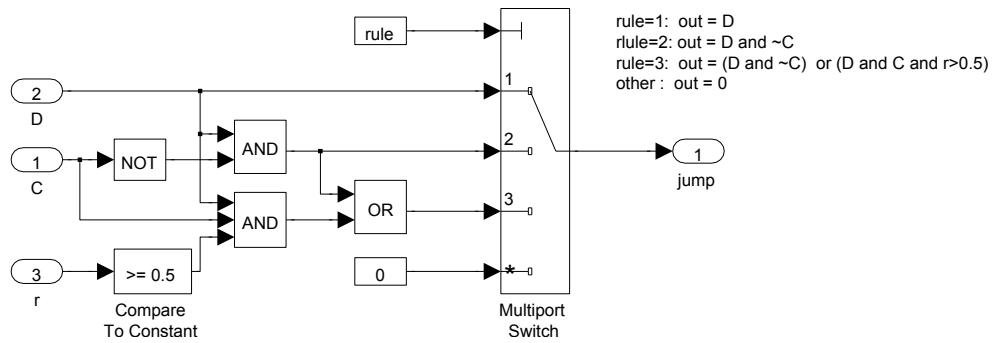 rule
rule=1: out = D
rlule=2: out = D and ~C
rule=3: out = (D and ~C) or (D and C and r>0.5)
other : out = 0
2
D
1
C
NOT
AND
AND
OR
3
r
>= 0.5
Compare
To Constant
0
1
2
3
*
Multiport
Switch
1
jump